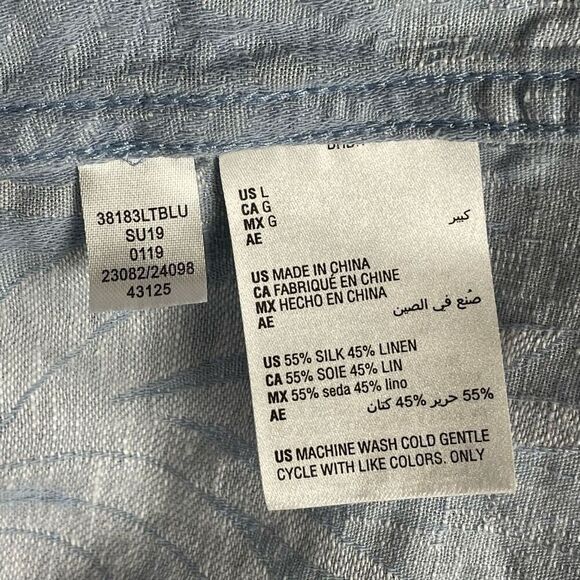 38183LTBLU
SU19
0119
23082/24098
43125
US L
CA G
MX G
AE كبير
US MADE IN CHINA
CA FABRIQUÉ EN CHINE
MX HECHO EN CHINA
AE صُنع في الصين
US 55% SILK 45% LINEN
CA 55% SOIE 45% LIN
MX 55% seda 45% lino
AE 55% حرير 45% كتان
US MACHINE WASH COLD GENTLE
CYCLE WITH LIKE COLORS. ONLY